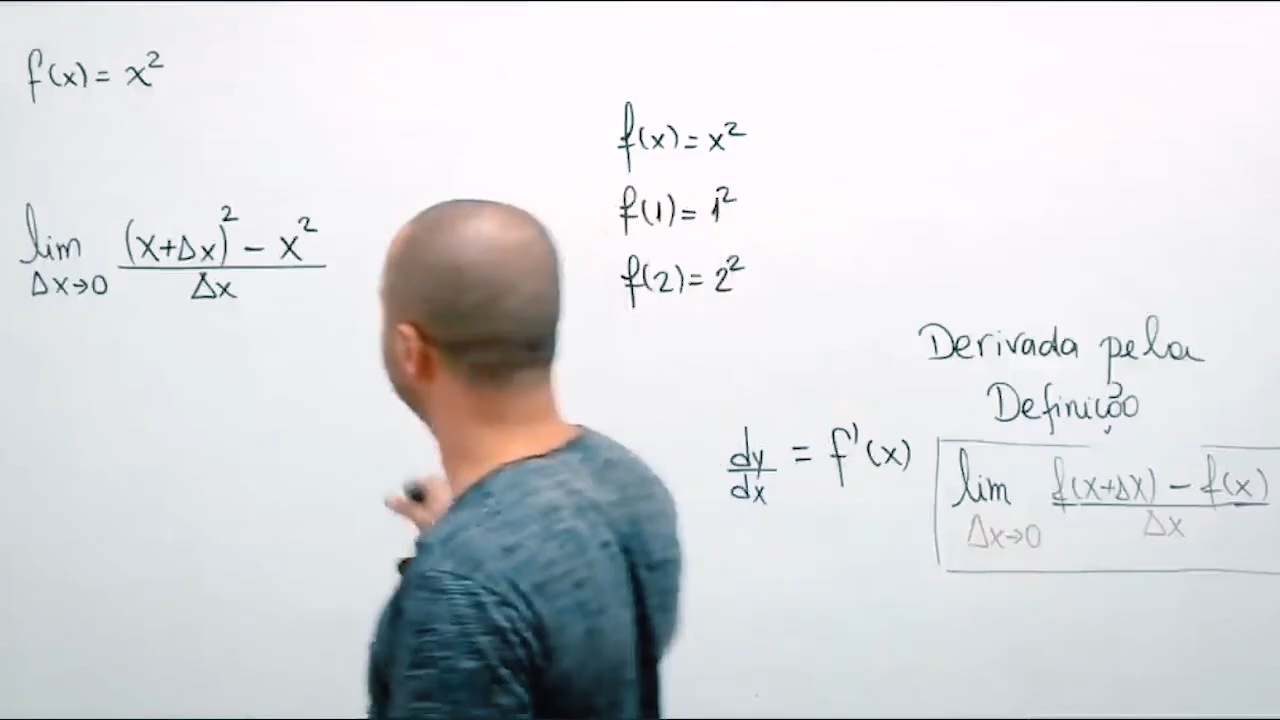 f(x) = x²
lim Δx→0 ((x+Δx)² - x²)/Δx
f(x) = x²
f(1) = 1²
f(2) = 2²
Derivada pela
Definição
dy/dx = f'(x)
lim Δx→0 (f(x+Δx) - f(x))/Δx